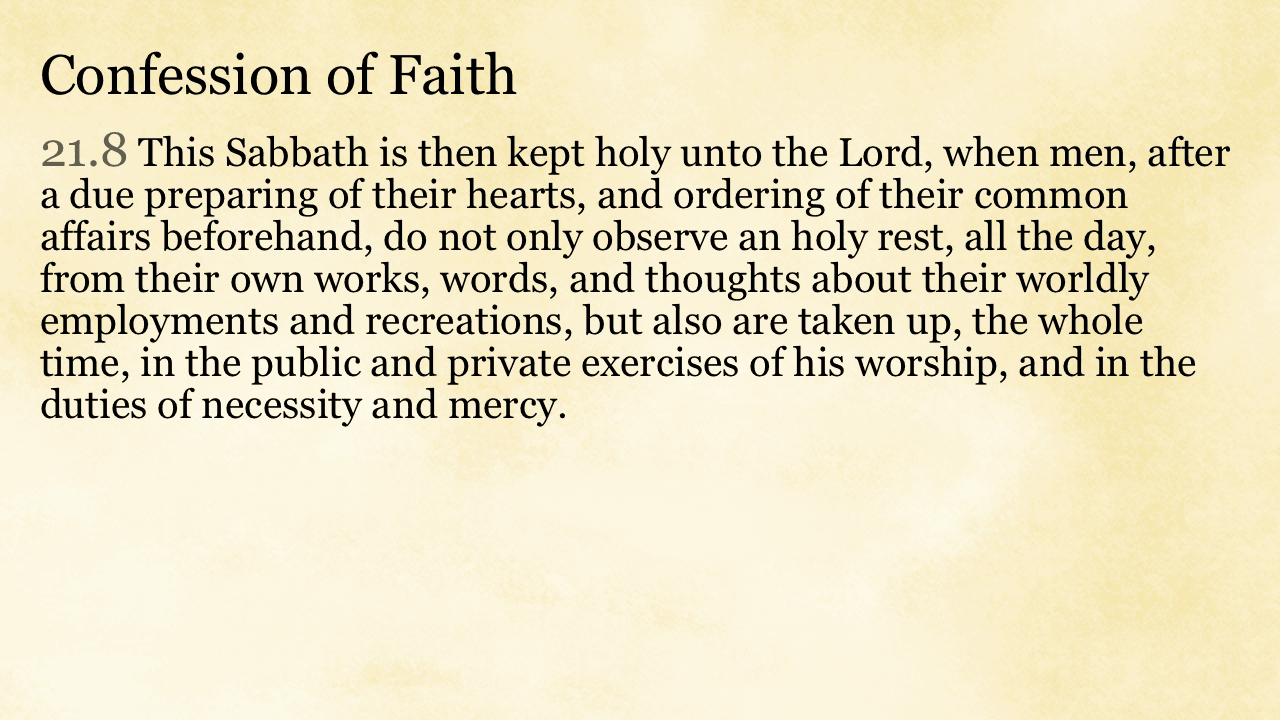 Confession of Faith
21.8 This Sabbath is then kept holy unto the Lord, when men, after
a due preparing of their hearts, and ordering of their common
affairs beforehand, do not only observe an holy rest, all the day,
from their own works, words, and thoughts about their worldly
employments and recreations, but also are taken up, the whole
time, in the public and private exercises of his worship, and in the
duties of necessity and mercy.